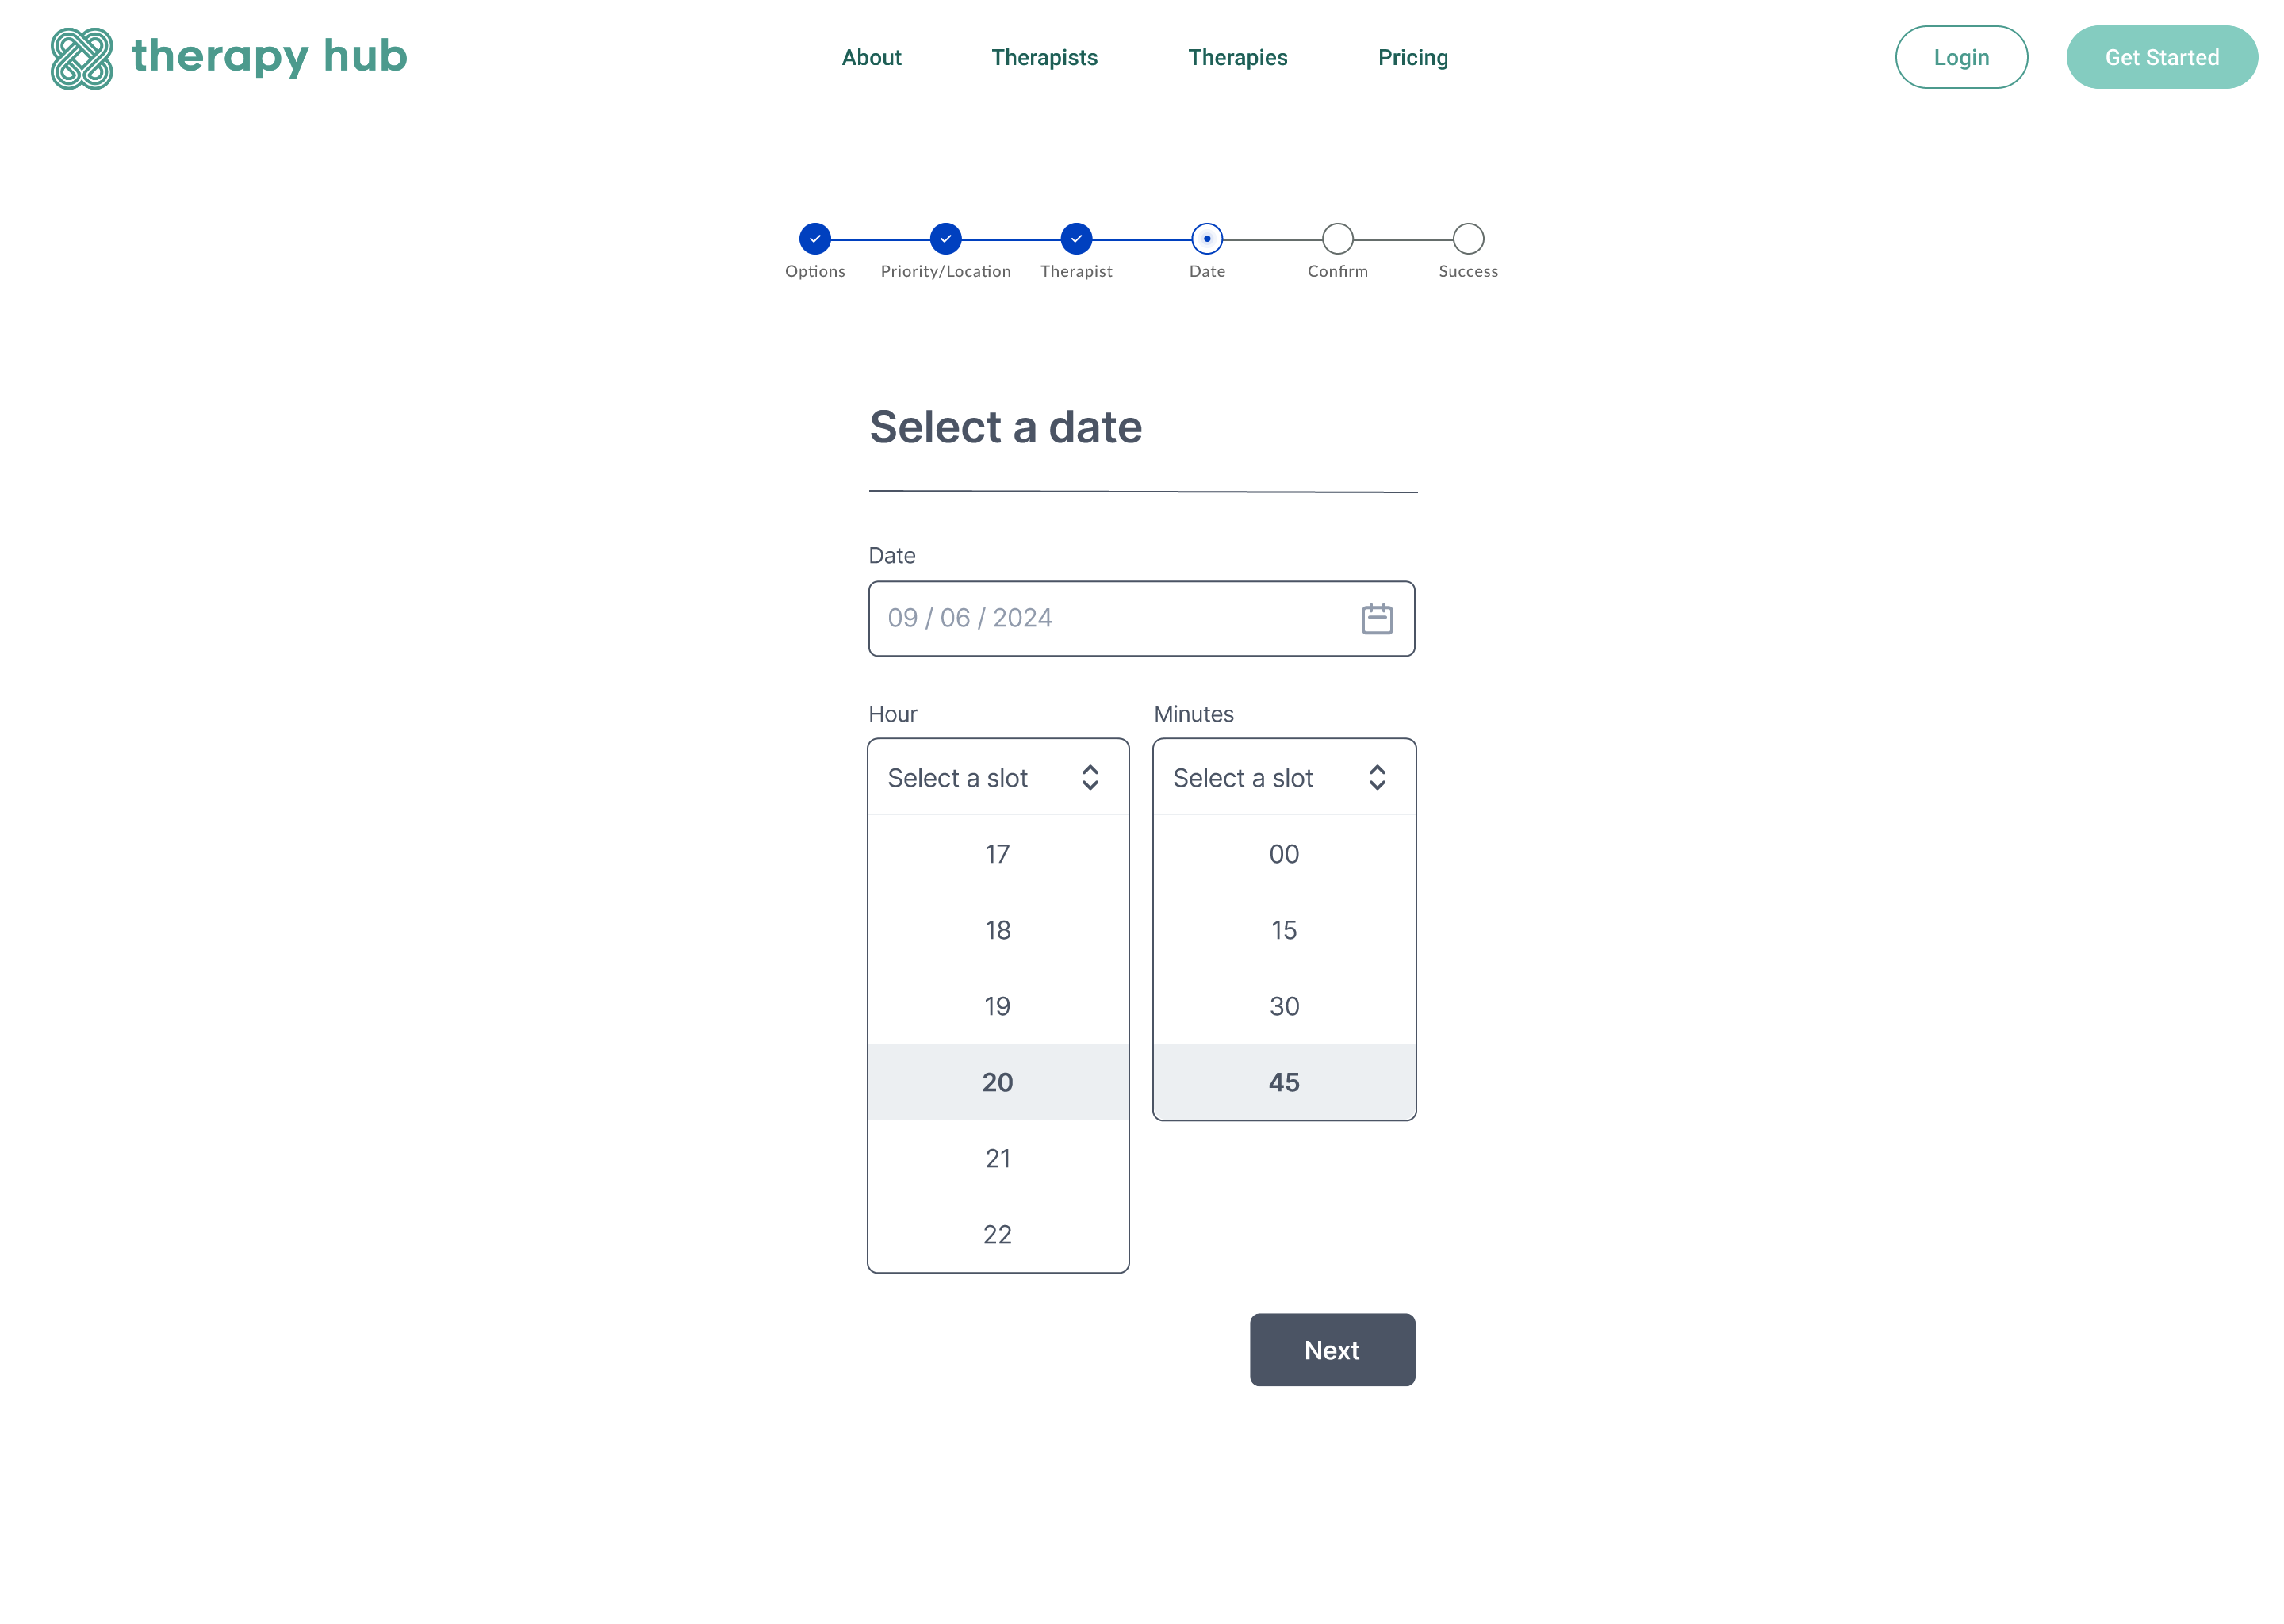 therapy hub
About Therapists Therapies Pricing
Login Get Started
Options Priority/Location Therapist Date Confirm Success
Select a date
Date
09 / 06 / 2024
Hour Minutes
Select a slot Select a slot
17 00
18 15
19 30
20 45
21
22
Next